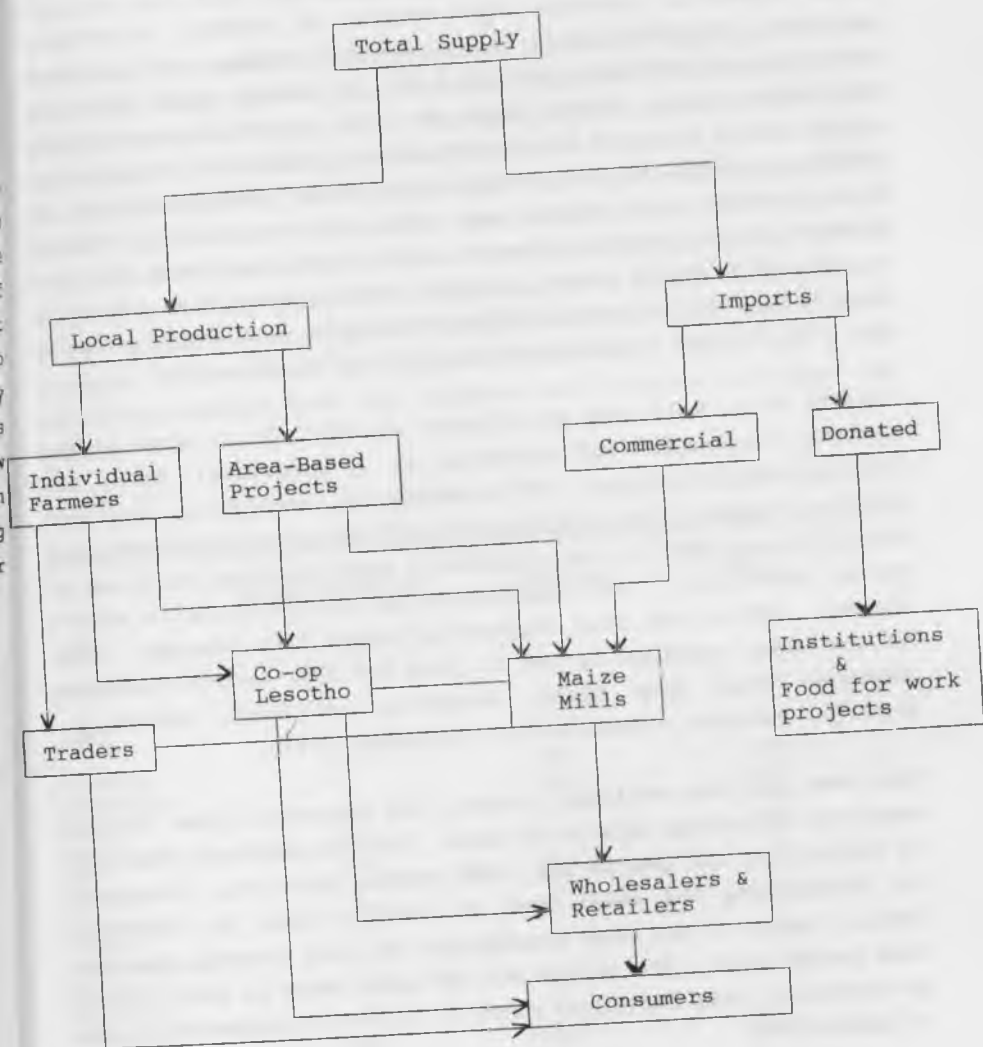 Total Supply
Imports
Local Production
Commercial
Donated
Individual
Farmers
Area-Based
Projects
Institutions
&
Food for work
projects
Co-op
Lesotho
Maize
Mills
Traders
Wholesalers &
Retailers
Consumers